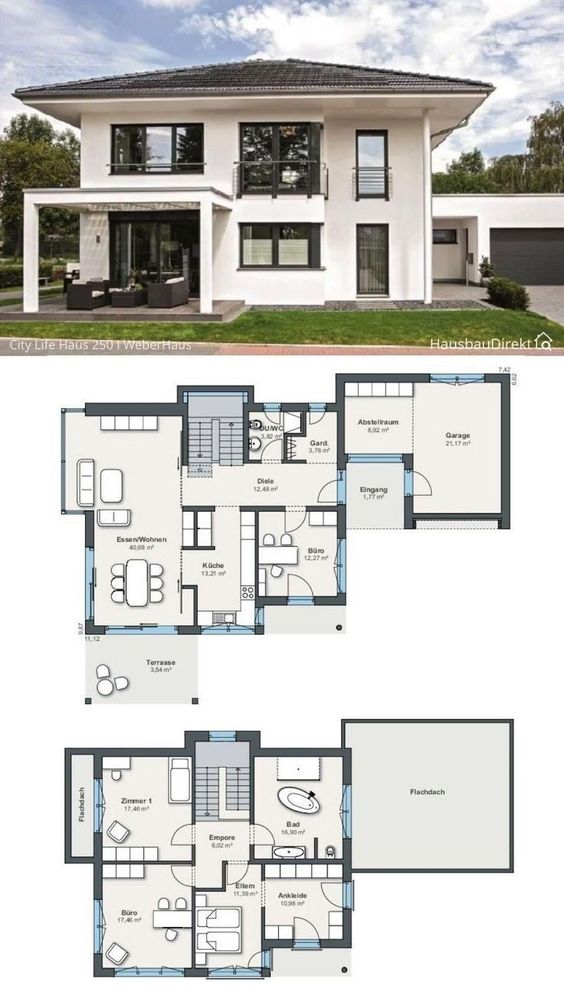 City Life Haus 250 I WeberHaus
HausbauDirekt
7,42
6,62
DU/WC
3,82 m²
Gard.
3,76 m²
Abstellraum
8,92 m²
Garage
21,17 m²
Diele
12,48 m²
Eingang
1,77 m²
Essen/Wohnen
40,68 m²
Küche
13,21 m²
Büro
12,27 m²
9,87
11,12
Terrasse
3,54 m²
Flachdach
Zimmer 1
17,46 m²
Bad
16,90 m²
Flachdach
Empore
6,02 m²
Eltern
11,39 m²
Ankleide
10,98 m²
Büro
17,46 m²